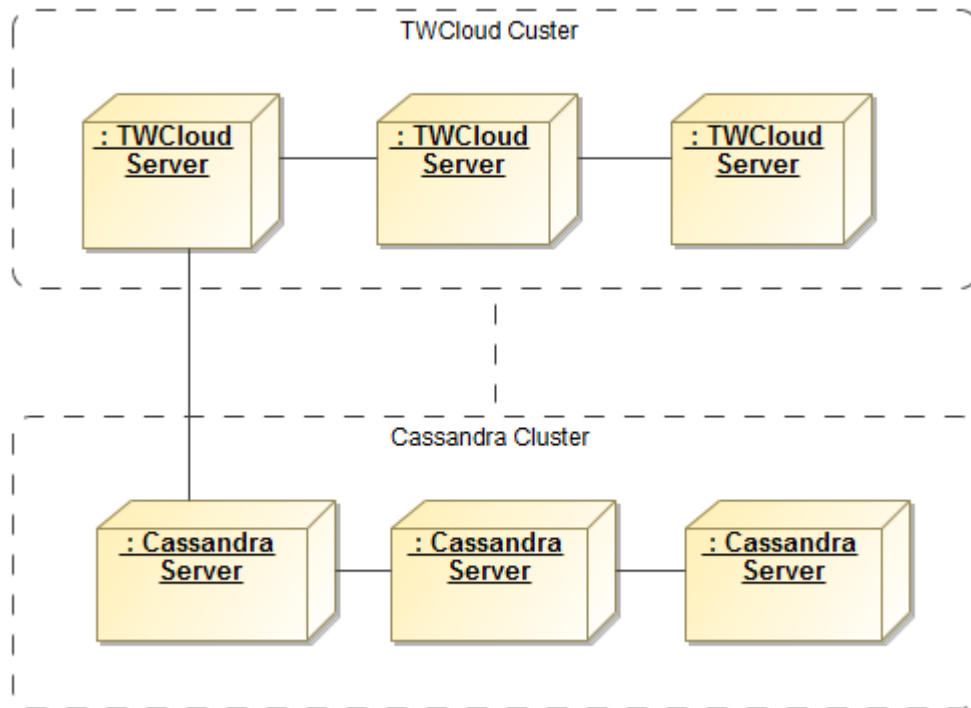 TWCloud Custer
: TWCloud
Server
: TWCloud
Server
: TWCloud
Server
Cassandra Cluster
: Cassandra
Server
: Cassandra
Server
: Cassandra
Server